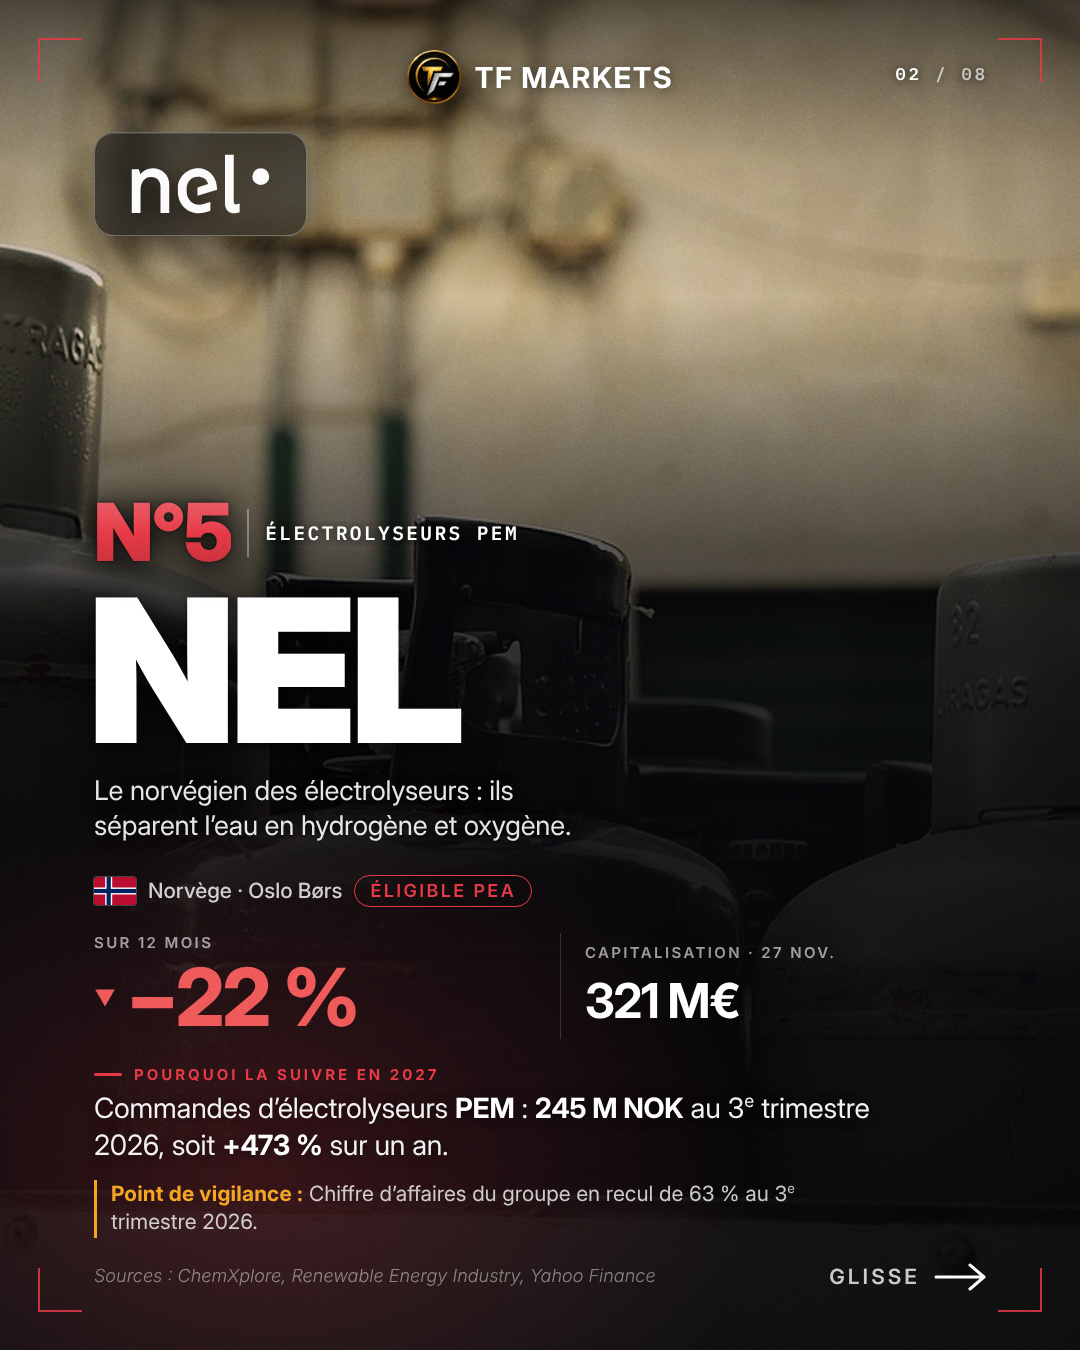 TF MARKETS
02 / 08
nel
N°5
ÉLECTROLYSEURS PEM
NEL
Le norvégien des électrolyseurs : ils
séparent l'eau en hydrogène et oxygène.
Norvège · Oslo Børs
ÉLIGIBLE PEA
SUR 12 MOIS
▼ –22 %
CAPITALISATION · 27 NOV.
321 M€
POURQUOI LA SUIVRE EN 2027
Commandes d'électrolyseurs PEM : 245 M NOK au 3e trimestre
2026, soit +473 % sur un an.
Point de vigilance : Chiffre d'affaires du groupe en recul de 63 % au 3e
trimestre 2026.
Sources : ChemXplore, Renewable Energy Industry, Yahoo Finance
GLISSE